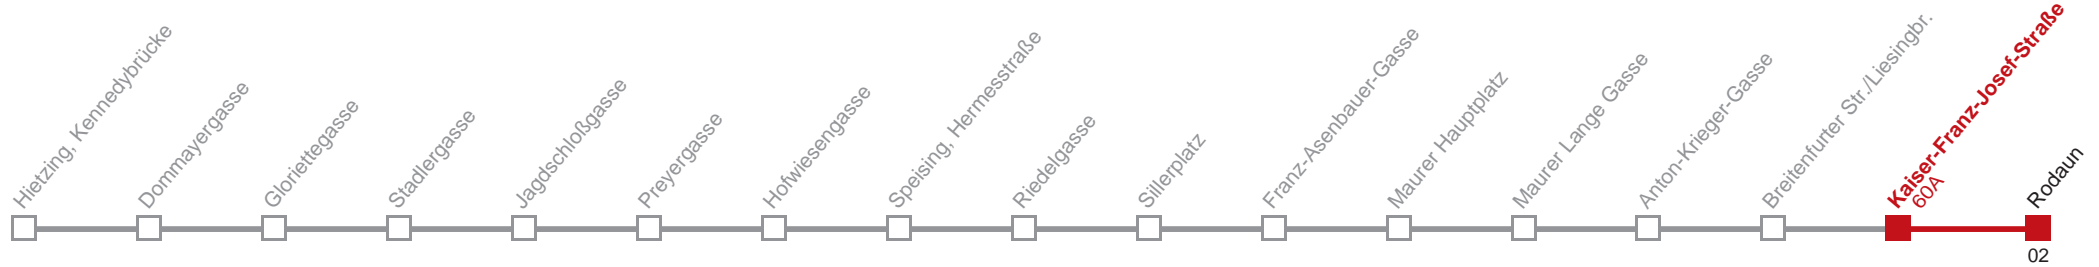 Hietzing, Kennedybrücke
Dommayergasse
Gloriettegasse
Stadlergasse
Jagdschloßgasse
Preyergasse
Hofwiesengasse
Speising, Hermesstraße
Riedelgasse
Sillerplatz
Franz-Asenbauer-Gasse
Maurer Hauptplatz
Maurer Lange Gasse
Anton-Krieger-Gasse
Breitenfurter Str./Liesingbr.
Kaiser-Franz-Josef-Straße
60A
Rodaun
02